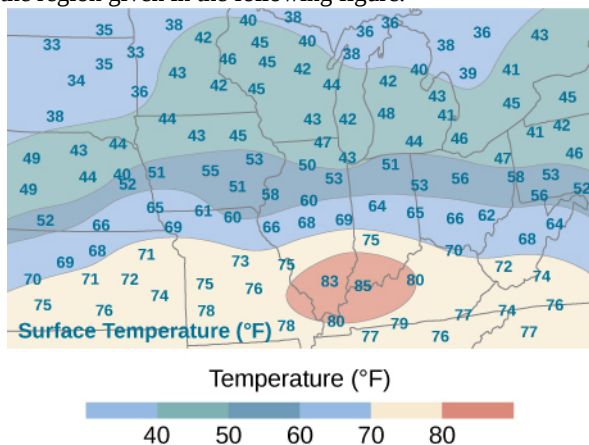 the region given in the following figure.
35 38 40 38 36 36 43
33 33 42 45 40 38 38 36
35 46 45 42 40 39 41
34 43 42 45 44 42 43 45 45
36
38 44 43 42 48 41 42
43 45 47 44 46 41
49 43 44 53 50 43 51 47 46
49 44 40 52 51 55 51 58 53 53 56 58 53 52
56
52 66 65 61 60 60 64 65 66 62 64
69 66 68 69 68
75 70
69 68 71 73 75 72 74
70 71 72 75 76 83 85 80
75 76 74 78 77 74 76
Surface Temperature (°F) 78 80 79 77 76 77
Temperature (°F)
40 50 60 70 80